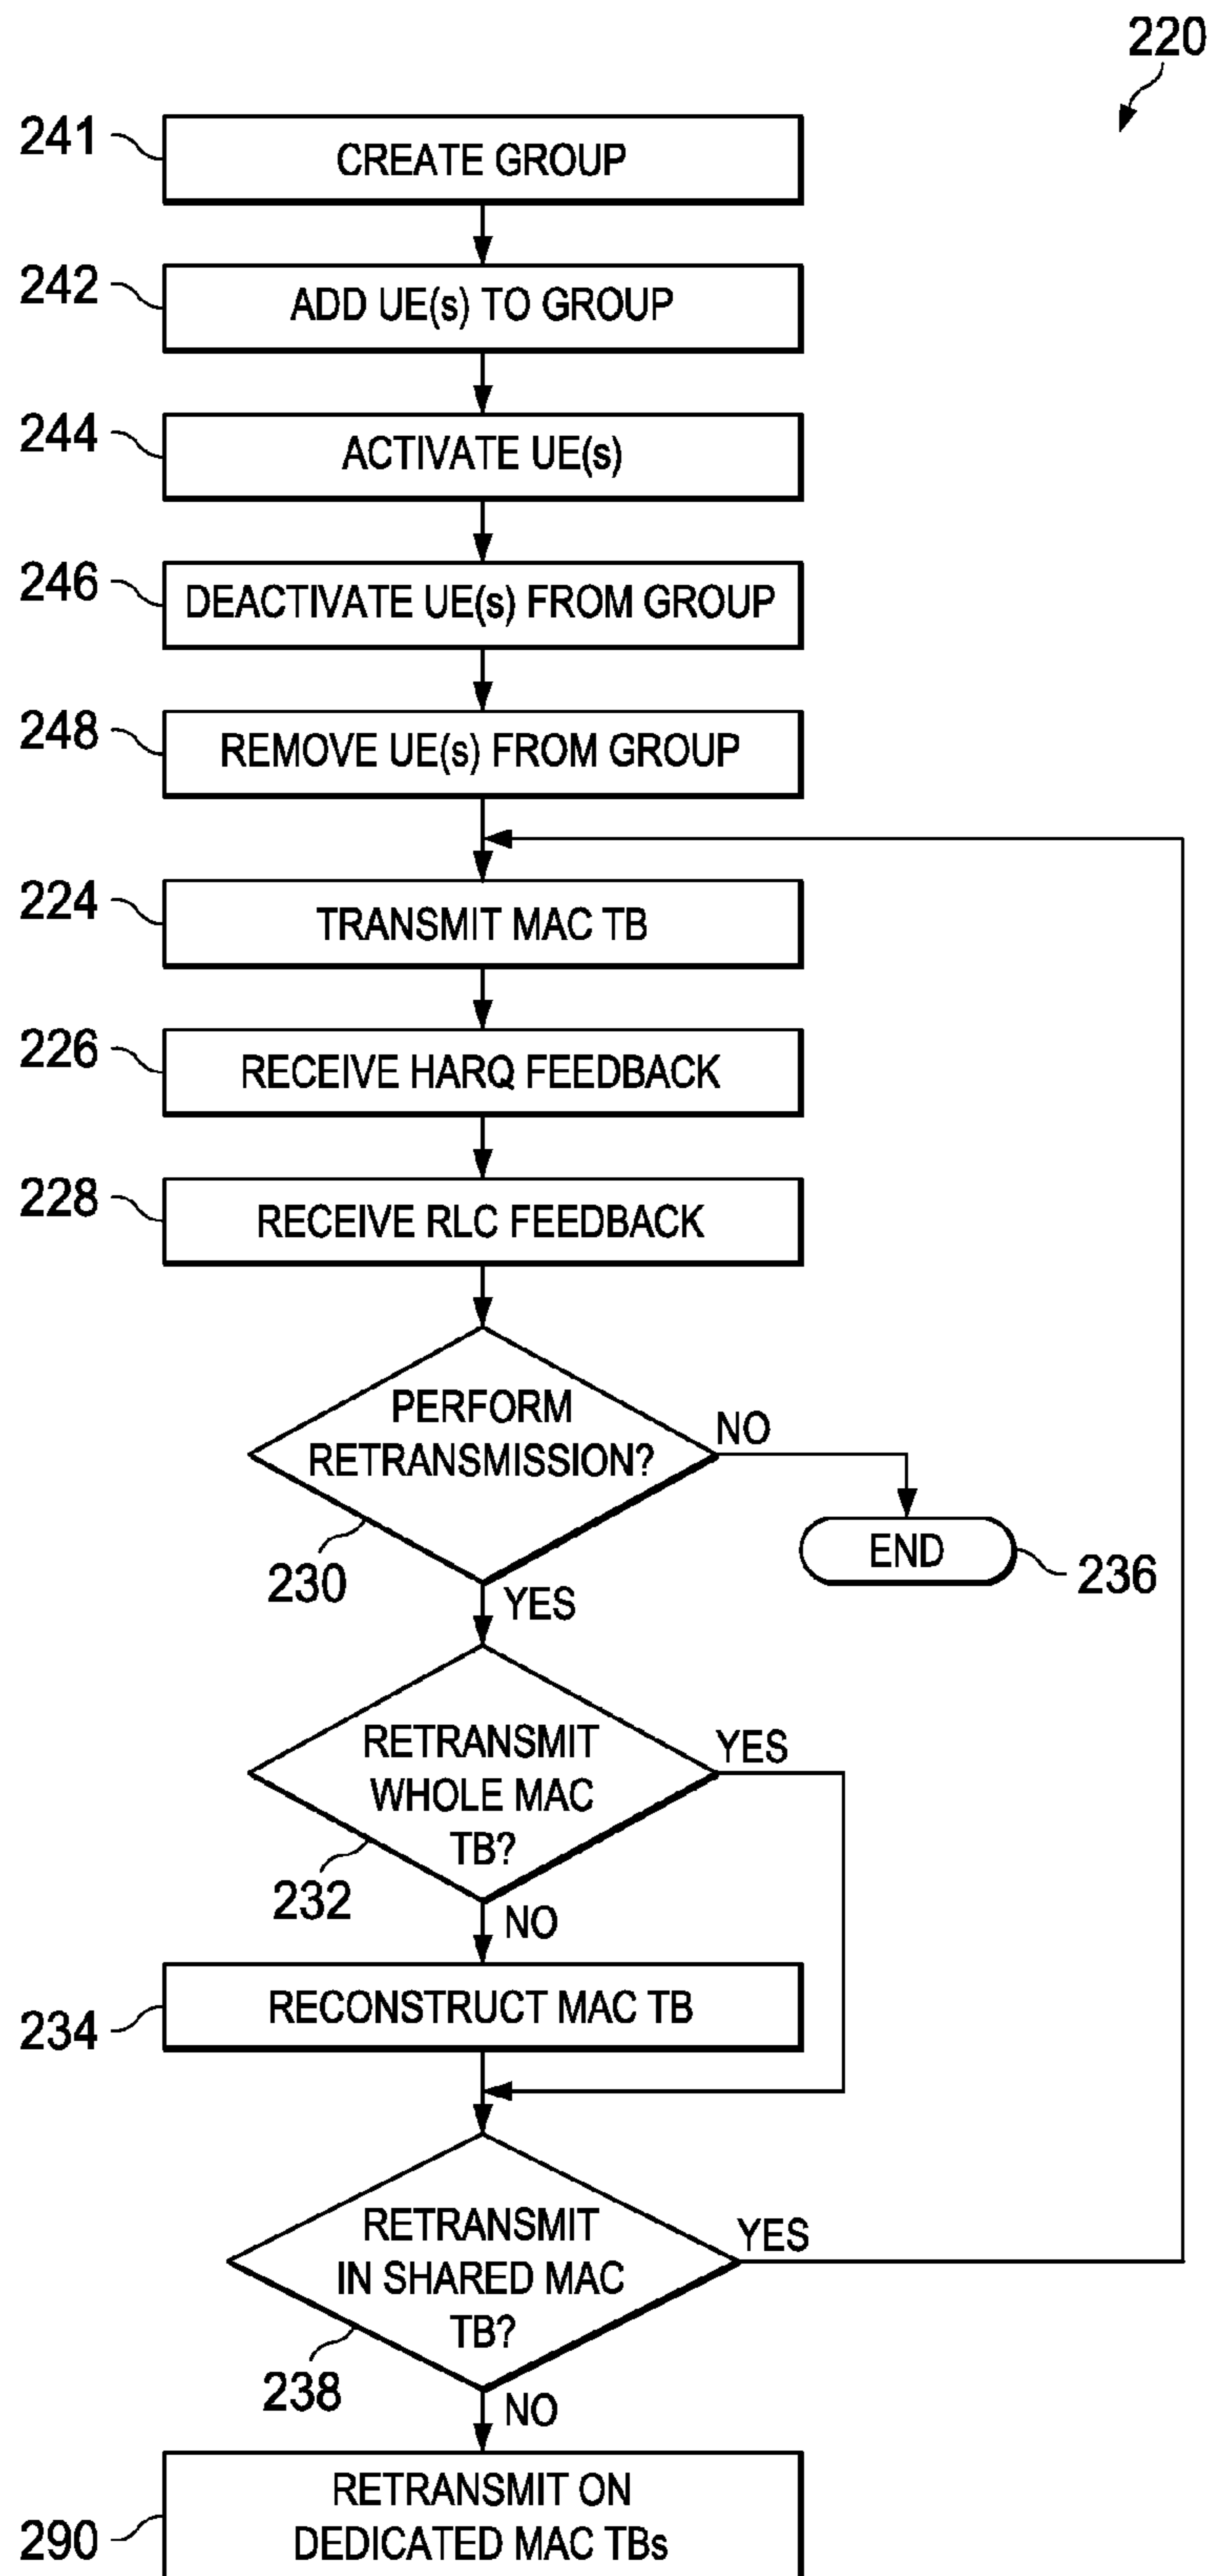 220
241
CREATE GROUP
242
ADD UE(s) TO GROUP
244
ACTIVATE UE(s)
246
DEACTIVATE UE(s) FROM GROUP
248
REMOVE UE(s) FROM GROUP
224
TRANSMIT MAC TB
226
RECEIVE HARQ FEEDBACK
228
RECEIVE RLC FEEDBACK
PERFORM
RETRANSMISSION?
NO
230
END
236
YES
RETRANSMIT
WHOLE MAC
TB?
YES
232
NO
234
RECONSTRUCT MAC TB
RETRANSMIT
IN SHARED MAC
TB?
YES
238
NO
290
RETRANSMIT ON
DEDICATED MAC TBs